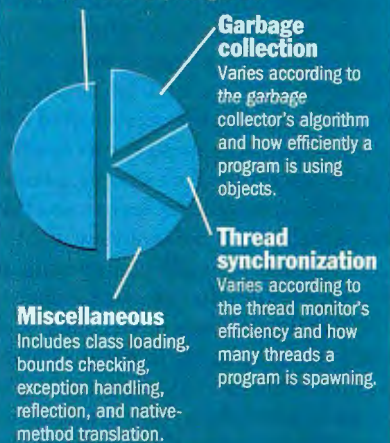 Garbage
collection
Varies according to
the garbage
collector's algorithm
and how efficiently a
program is using
objects.
Thread
synchronization
Varies according to
the thread monitor's
efficiency and how
many threads a
program is spawning.
Miscellaneous
Includes class loading,
bounds checking,
exception handling,
reflection, and native-
method translation.